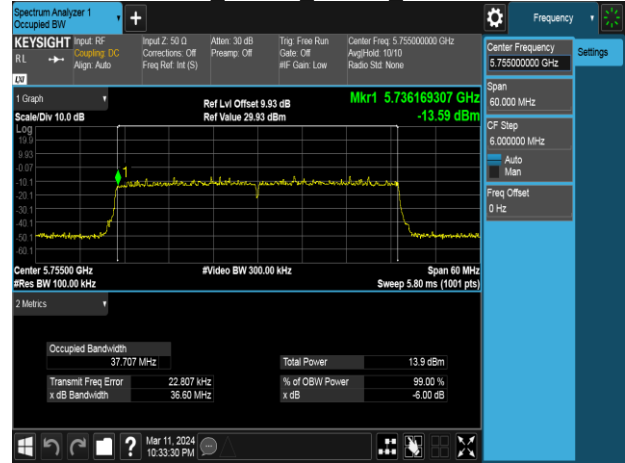 Spectrum Analyzer 1
Occupied BW
KEYSIGHT
RL
LXI
Input: RF
Coupling: DC
Align: Auto
Input Z: 50 Ω
Corrections: Off
Freq Ref: Int (S)
Atten: 30 dB
Preamp: Off
Trig: Free Run
Gate: Off
#IF Gain: Low
Center Freq: 5.755000000 GHz
Avg|Hold: 10/10
Radio Std: None
1 Graph
Scale/Div 10.0 dB
Ref Lvl Offset 9.93 dB
Ref Value 29.93 dBm
Mkr1 5.736169307 GHz
-13.59 dBm
Log
19.9
9.93
-0.07
-10.1
-20.1
-30.1
-40.1
-50.1
-60.1
1
Center 5.75500 GHz
#Res BW 100.00 kHz
#Video BW 300.00 kHz
Span 60 MHz
Sweep 5.80 ms (1001 pts)
2 Metrics
Occupied Bandwidth
37.707 MHz
Total Power 13.9 dBm
Transmit Freq Error 22.807 kHz
% of OBW Power 99.00 %
x dB Bandwidth 36.60 MHz
x dB -6.00 dB
?
Mar 11, 2024
10:33:30 PM
Frequency
Settings
Center Frequency
5.755000000 GHz
Span
60.000 MHz
CF Step
6.000000 MHz
Auto
Man
Freq Offset
0 Hz